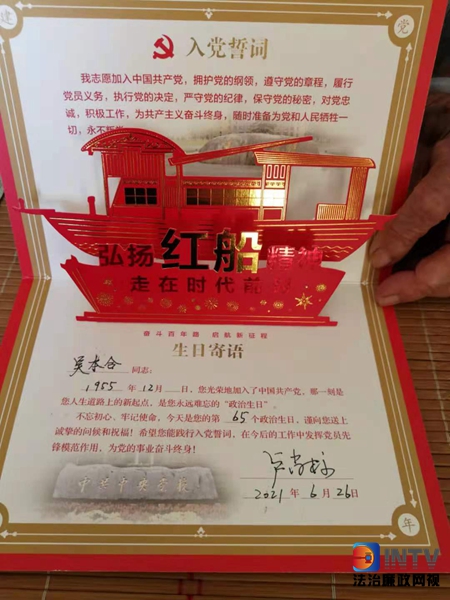 建
党
入党誓词
我志愿加入中国共产党，拥护党的纲领，遵守党的章程，履行
党员义务，执行党的决定，严守党的纪律，保守党的秘密，对党忠
诚，积极工作，为共产主义奋斗终身，随时准备为党和人民牺牲一
切，永不叛党
弘扬 红船 精神
走在时代前
奋斗百年路 启航新征程
生日寄语
吴本合 同志：
1955 年 12 月 日，您光荣地加入了中国共产党，那一刻是
您人生道路上的新起点，是您永远难忘的“政治生日”。
不忘初心，牢记使命，今天是您的第 65 个政治生日，谨向您送上
诚挚的问候和祝福！希望您能践行入党誓词，在今后的工作中发挥党员先
锋模范作用，为党的事业奋斗终身！
中共中央党校
2021 年 6 月 26 日
年
INTV
法治廉政网视